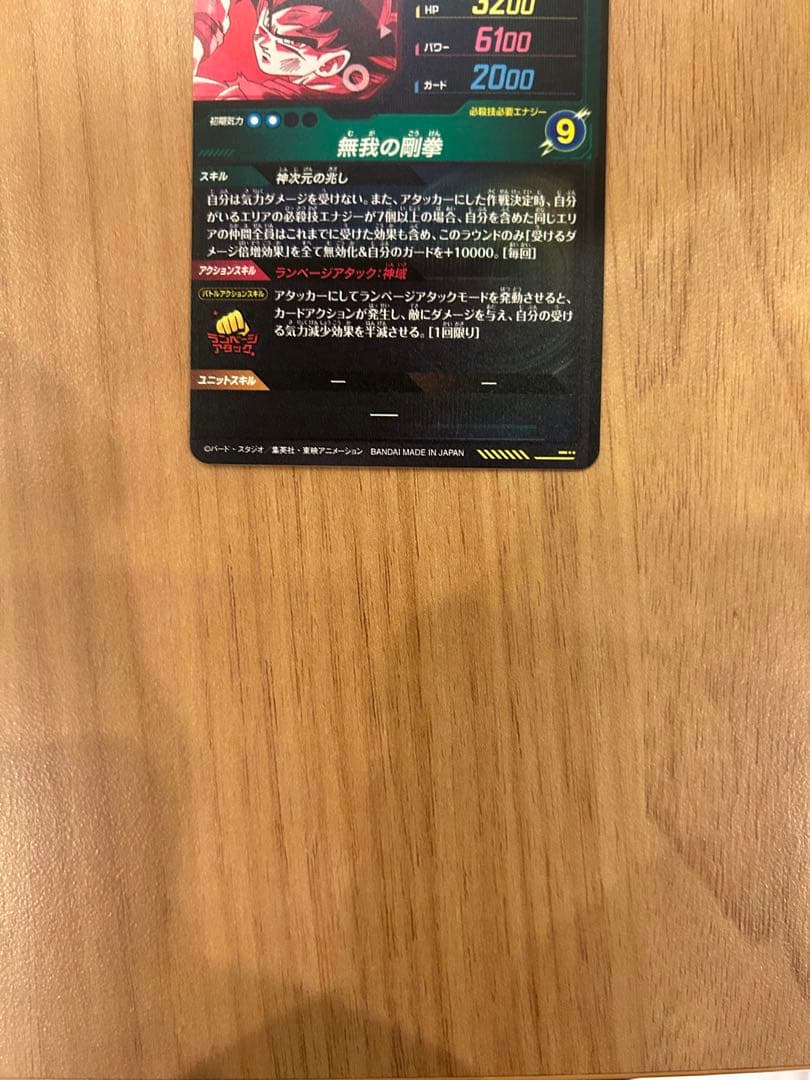 HP 3200
パワー 6100
ガード 2000
初期気力
必殺技必要エナジー
9
無我の剛拳
スキル 神次元の兆し
自分は気力ダメージを受けない。また、アタッカーにした作戦決定時、自分
がいるエリアの必殺技エナジーが7個以上の場合、自分を含めた同じエリ
アの仲間全員はこれまでに受けた効果も含め、このラウンドのみ「受けるダ
メージ倍増効果」を全て無効化&自分のガードを+10000。[毎回]
アクションスキル ランページアタック:神域
バトルアクションスキル
アタッカーにしてランページアタックモードを発動させると、
カードアクションが発生し、敵にダメージを与え、自分の受け
る気力減少効果を半減させる。[1回限り]
ランページ
アタック
ユニットスキル — —
—
©バード・スタジオ/集英社・東映アニメーション BANDAI MADE IN JAPAN